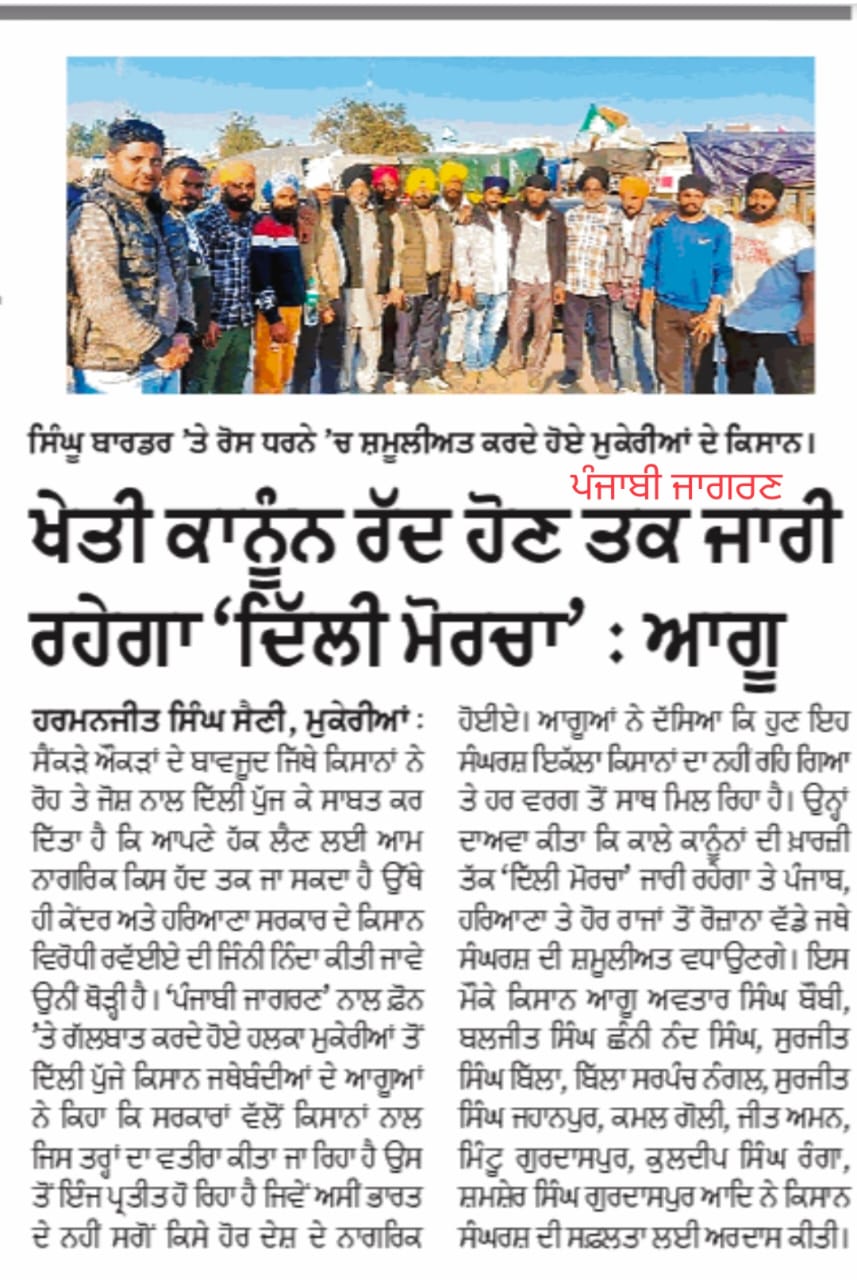 ਸਿੰਘੂ ਬਾਰਡਰ ’ਤੇ ਰੋਸ ਧਰਨੇ ’ਚ ਸ਼ਮੂਲੀਅਤ ਕਰਦੇ ਹੋਏ ਮੁਕੇਰੀਆਂ ਦੇ ਕਿਸਾਨ।
ਪੰਜਾਬੀ ਜਾਗਰਣ
ਖੇਤੀ ਕਾਨੂੰਨ ਰੱਦ ਹੋਣ ਤਕ ਜਾਰੀ
ਰਹੇਗਾ ‘ਦਿੱਲੀ ਮੋਰਚਾ’ : ਆਗੂ
ਹਰਮਨਜੀਤ ਸਿੰਘ ਸੈਣੀ, ਮੁਕੇਰੀਆਂ :
ਸੈਂਕੜੇ ਔਕੜਾਂ ਦੇ ਬਾਵਜੂਦ ਜਿੱਥੇ ਕਿਸਾਨਾਂ ਨੇ
ਰੋਹ ਤੇ ਜੋਸ਼ ਨਾਲ ਦਿੱਲੀ ਪੁੱਜ ਕੇ ਸਾਬਤ ਕਰ
ਦਿੱਤਾ ਹੈ ਕਿ ਆਪਣੇ ਹੱਕ ਲੈਣ ਲਈ ਆਮ
ਨਾਗਰਿਕ ਕਿਸ ਹੱਦ ਤਕ ਜਾ ਸਕਦਾ ਹੈ ਉੱਥੇ
ਹੀ ਕੇਂਦਰ ਅਤੇ ਹਰਿਆਣਾ ਸਰਕਾਰ ਦੇ ਕਿਸਾਨ
ਵਿਰੋਧੀ ਰਵੱਈਏ ਦੀ ਜਿੰਨੀ ਨਿੰਦਾ ਕੀਤੀ ਜਾਵੇ
ਉਨੀਂ ਥੋੜ੍ਹੀ ਹੈ। ‘ਪੰਜਾਬੀ ਜਾਗਰਣ’ ਨਾਲ ਫ਼ੋਨ
’ਤੇ ਗੱਲਬਾਤ ਕਰਦੇ ਹੋਏ ਹਲਕਾ ਮੁਕੇਰੀਆਂ ਤੋਂ
ਦਿੱਲੀ ਪੁੱਜੇ ਕਿਸਾਨ ਜਥੇਬੰਦੀਆਂ ਦੇ ਆਗੂਆਂ
ਨੇ ਕਿਹਾ ਕਿ ਸਰਕਾਰਾਂ ਵੱਲੋਂ ਕਿਸਾਨਾਂ ਨਾਲ
ਜਿਸ ਤਰ੍ਹਾਂ ਦਾ ਵਤੀਰਾ ਕੀਤਾ ਜਾ ਰਿਹਾ ਹੈ ਉਸ
ਤੋਂ ਇੰਜ ਪ੍ਰਤੀਤ ਹੋ ਰਿਹਾ ਹੈ ਜਿਵੇਂ ਅਸੀਂ ਭਾਰਤ
ਦੇ ਨਹੀਂ ਸਗੋਂ ਕਿਸੇ ਹੋਰ ਦੇਸ਼ ਦੇ ਨਾਗਰਿਕ
ਹੋਈਏ। ਆਗੂਆਂ ਨੇ ਦੱਸਿਆ ਕਿ ਹੁਣ ਇਹ
ਸੰਘਰਸ਼ ਇਕੱਲਾ ਕਿਸਾਨਾਂ ਦਾ ਨਹੀਂ ਰਹਿ ਗਿਆ
ਤੇ ਹਰ ਵਰਗ ਤੋਂ ਸਾਥ ਮਿਲ ਰਿਹਾ ਹੈ। ਉਨ੍ਹਾਂ
ਦਾਅਵਾ ਕੀਤਾ ਕਿ ਕਾਲੇ ਕਾਨੂੰਨਾਂ ਦੀ ਖ਼ਾਰਜੀ
ਤੱਕ ‘ਦਿੱਲੀ ਮੋਰਚਾ’ ਜਾਰੀ ਰਹੇਗਾ ਤੇ ਪੰਜਾਬ,
ਹਰਿਆਣਾ ਤੇ ਹੋਰ ਰਾਜਾਂ ਤੋਂ ਰੋਜ਼ਾਨਾ ਵੱਡੇ ਜਥੇ
ਸੰਘਰਸ਼ ਦੀ ਸ਼ਮੂਲੀਅਤ ਵਧਾਉਣਗੇ। ਇਸ
ਮੌਕੇ ਕਿਸਾਨ ਆਗੂ ਅਵਤਾਰ ਸਿੰਘ ਬੌਬੀ,
ਬਲਜੀਤ ਸਿੰਘ ਛੰਨੀ ਨੰਦ ਸਿੰਘ, ਸੁਰਜੀਤ
ਸਿੰਘ ਬਿੱਲਾ, ਬਿੱਲਾ ਸਰਪੰਚ ਨੰਗਲ, ਸੁਰਜੀਤ
ਸਿੰਘ ਜਹਾਨਪੁਰ, ਕਮਲ ਗੋਲੀ, ਜੀਤ ਅਮਨ,
ਮਿੰਟੂ ਗੁਰਦਾਸਪੁਰ, ਕੁਲਦੀਪ ਸਿੰਘ ਰੰਗਾ,
ਸ਼ਮਸ਼ੇਰ ਸਿੰਘ ਗੁਰਦਾਸਪੁਰ ਆਦਿ ਨੇ ਕਿਸਾਨ
ਸੰਘਰਸ਼ ਦੀ ਸਫ਼ਲਤਾ ਲਈ ਅਰਦਾਸ ਕੀਤੀ।